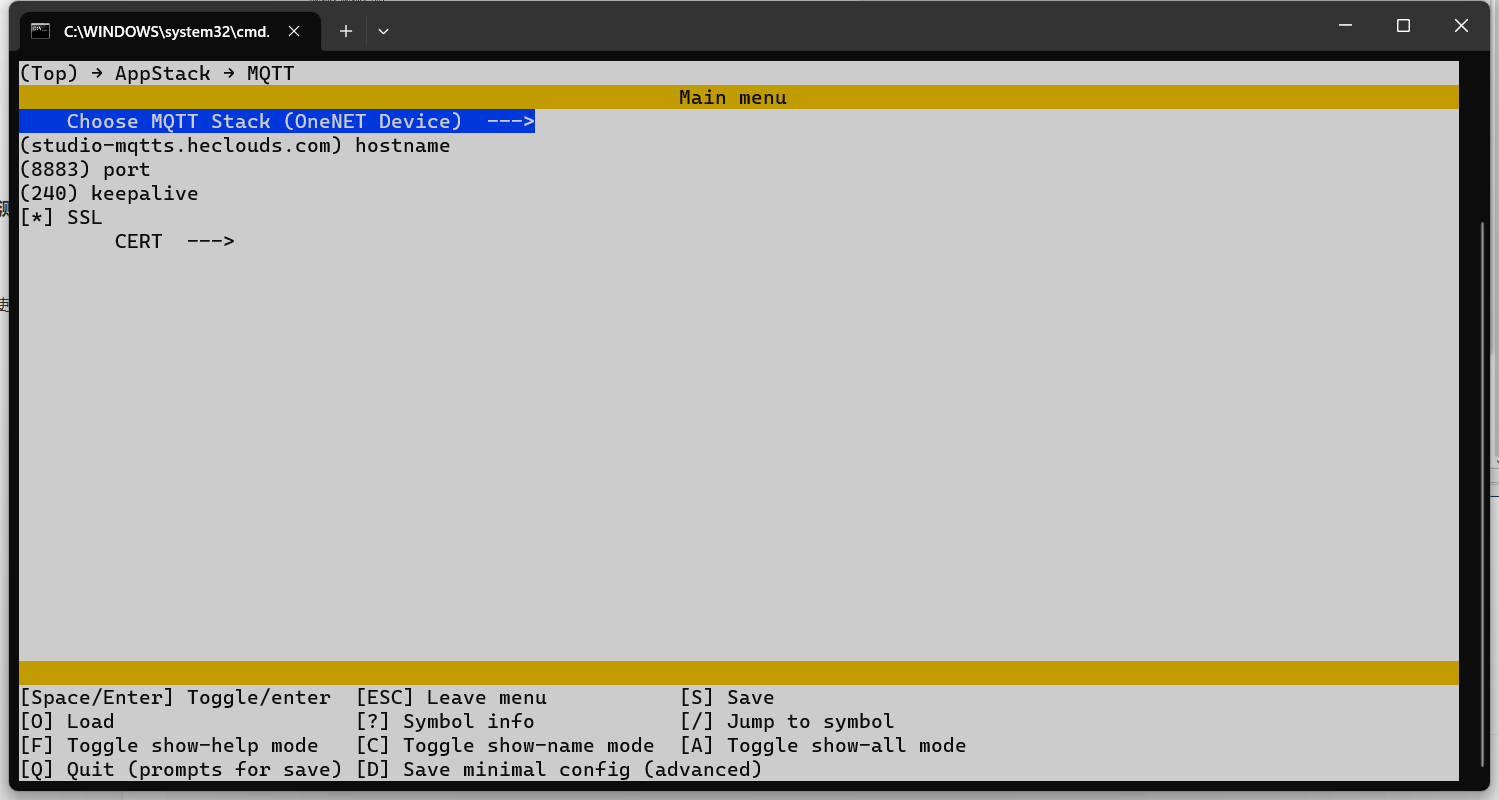 C:\WINDOWS\system32\cmd.
(Top) → AppStack → MQTT
Main menu
Choose MQTT Stack (OneNET Device)  --->
(studio-mqtts.heclouds.com) hostname
(8883) port
(240) keepalive
[*] SSL
CERT  --->
[Space/Enter] Toggle/enter  [ESC] Leave menu  [S] Save
[O] Load  [?] Symbol info  [/] Jump to symbol
[F] Toggle show-help mode  [C] Toggle show-name mode  [A] Toggle show-all mode
[Q] Quit (prompts for save)  [D] Save minimal config (advanced)